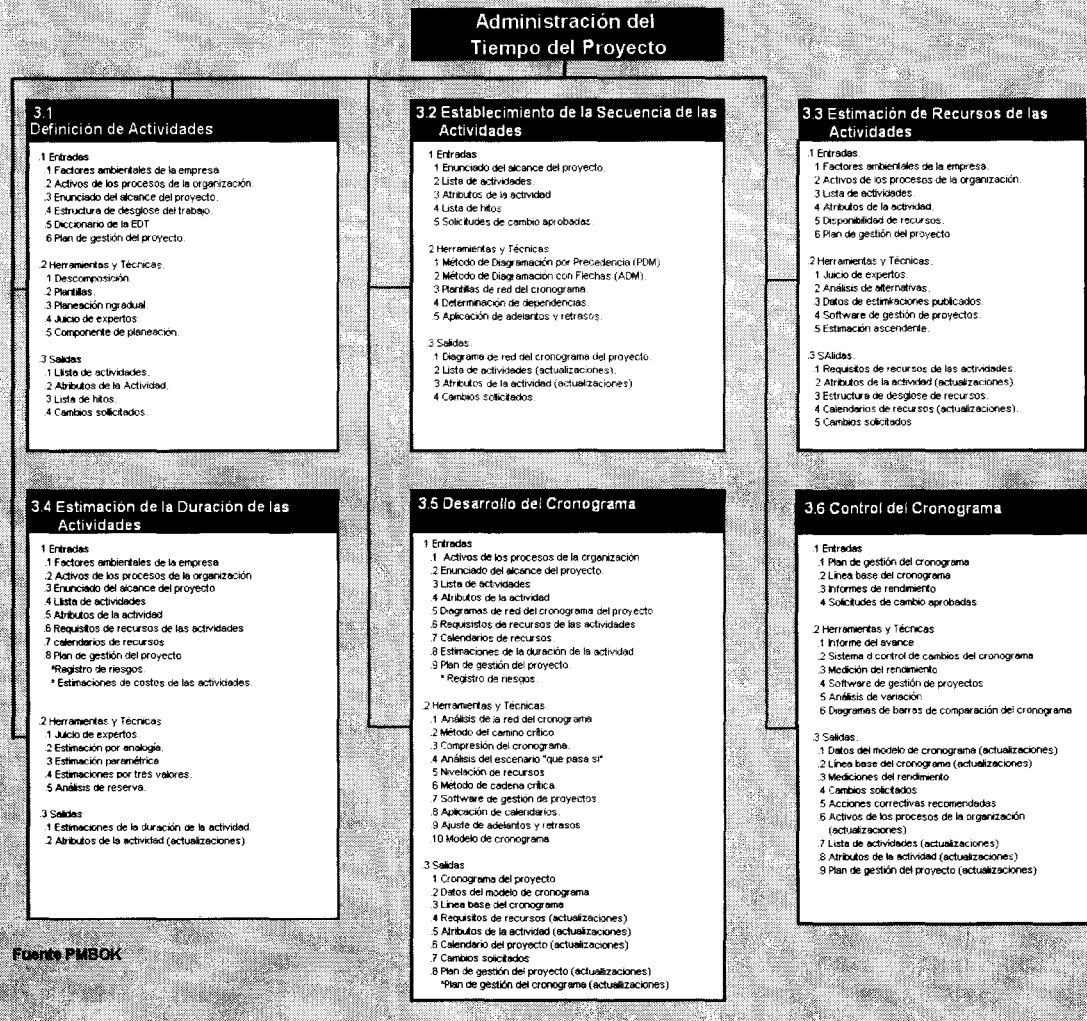 Administración del
Tiempo del Proyecto
3.1
Definición de Actividades
.1 Entradas
.1 Factores ambientales de la empresa
.2 Activos de los procesos de la organización.
.3 Enunciado del alcance del proyecto.
.4 Estructura de desglose del trabajo.
.5 Diccionario de la EDT
.6 Plan de gestión del proyecto.
.2 Herramientas y Técnicas.
1 Descomposición.
.2 Plantillas.
.3 Planeación ngradual.
.4 Juicio de expertos.
.5 Componente de planeación.
.3 Salidas
.1 Llista de actividades.
.2 Atributos de la Actividad.
3 Lista de hitos.
.4 Cambios solicitados.
3.2 Establecimiento de la Secuencia de las
Actividades
1 Entradas
1 Enunciado del alcance del proyecto.
2 Lista de actividades.
3 Atributos de la actividad
4 Lista de hitos
5 Solicitudes de cambio aprobadas.
2 Herramientas y Técnicas
1 Método de Diagramación por Precedencia (PDM)
2 Método de Diagramación con Flechas (ADM).
3 Plantillas de red del cronograma.
4 Determinación de dependencias.
5 Aplicación de adelantos y retrasos.
.3 Salidas.
1 Diagrama de red del cronograma del proyecto.
2 Lista de actividades (actualizaciones).
3 Atributos de la actividad (actualizaciones)
4 Cambios solicitados.
3.3 Estimación de Recursos de las
Actividades
.1 Entradas.
1 Factores ambientales de la empresa.
2 Activos de los procesos de la organización.
3 Lista de actividades.
4 Atributos de la actividad.
5 Disponibilidad de recursos.
6 Plan de gestión del proyecto
.2 Herramientas y Técnicas.
1 Juicio de expertos.
2 Análisis de alternativas.
3 Datos de estimkaciones publicados.
4 Software de gestión de proyectos.
5 Estimación ascendente.
.3 SAlidas.
1 Requisitos de recursos de las actividades.
2 Atributos de la actividad (actualizaciones).
3 Estructura de desglose de recursos.
4 Calendarios de recursos (actualizaciones).
5 Cambios solicitados
3.4 Estimación de la Duración de las
Actividades
1 Entradas
.1 Factores ambientales de la empresa
.2 Activos de los procesos de la organización
.3 Enunciado del alcance del proyecto
.4 Llista de actividades
.5 Atributos de la actividad
.6 Requisitos de recursos de las actividades
.7 calendarios de recursos
8 Plan de gestión del proyecto
*Registro de riesgos.
* Estimaciones de costos de las actividades.
.2 Herramientas y Técnicas
.1 Juicio de expertos.
.2 Estimación por analogía.
3 Estimación paramétrica
.4 Estimaciones por tres valores.
.5 Análisis de reserva.
.3 Salidas
.1 Estimaciones de la duración de la actividad.
.2 Atributos de la actividad (actualizaciones)
3.5 Desarrollo del Cronograma
1 Entradas
.1 Activos de los procesos de la organización
.2 Enunciado del alcance del proyecto.
.3 Lista de actividades
.4 Atributos de la actividad
.5 Diagramas de red del cronograma del proyecto
.6 Requisistos de recursos de las actividades
.7 Calendarios de recursos.
.8 Estimaciones de la duración de la actividad
.9 Plan de gestión del proyecto.
* Registro de riesgos.
.2 Herramientas y Técnicas.
.1 Análisis de la red del cronograma
.2 Método del camino crítico
.3 Compresión del cronograma.
.4 Análisis del escenario "que pasa si"
.5 Nivelación de recursos
6 Método de cadena crítica.
.7 Software de gestión de proyectos.
.8 Aplicación de calendarios.
.9 Ajuste de adelantos y retrasos
.10 Modelo de cronograma
.3 Salidas
1 Cronograma del proyecto
.2 Datos del modelo de cronograma
.3 Línea base del cronograma
.4 Requisitos de recursos (actualizaciones)
.5 Atributos de la actividad (actualizaciones)
.6 Calendario del proyecto (actualizaciones)
.7 Cambios solicitados
.8 Plan de gestión del proyecto (actualizaciones)
*Plan de gestión del cronograma (actualizaciones)
3.6 Control del Cronograma
.1 Entradas
.1 Plan de gestión del cronograma
.2 Línea base del cronograma
.3 Informes de rendimiento
4 Solicitudes de cambio aprobadas
.2 Herramientas y Técnicas
.1 Informe del avance
.2 Sistema d control de cambios del cronograma
.3 Medición del rendimiento
4 Software de gestión de proyectos
5 Análisis de variación
6 Diagramas de barras de comparación del cronograma
.3 Salidas.
.1 Datos del modelo de cronograma (actualizaciones)
.2 Línea base del cronograma (actualizaciones)
.3 Mediciones del rendimiento
4 Cambios solicitados
.5 Acciones correctivas recomendadas
.6 Activos de los procesos de la organización
(actualizaciones)
.7 Lista de actividades (actualizaciones)
.8 Atributos de la actividad (actualizaciones)
.9 Plan de gestión del proyecto (actualizaciones)
Fuente PMBOK